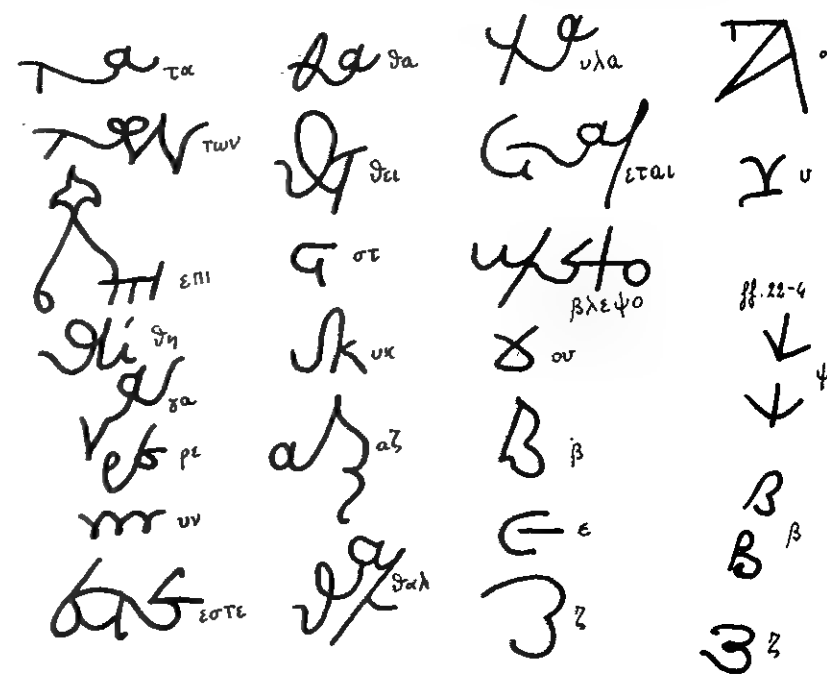 τα
των
επι
θη
γα
ρε
υν
εστε
θα
θει
στ
υκ
αζ
θαλ
υλα
εται
βλεψο
ου
β
ε
ζ
υ
ff. 22-4
ψ
β
ζ